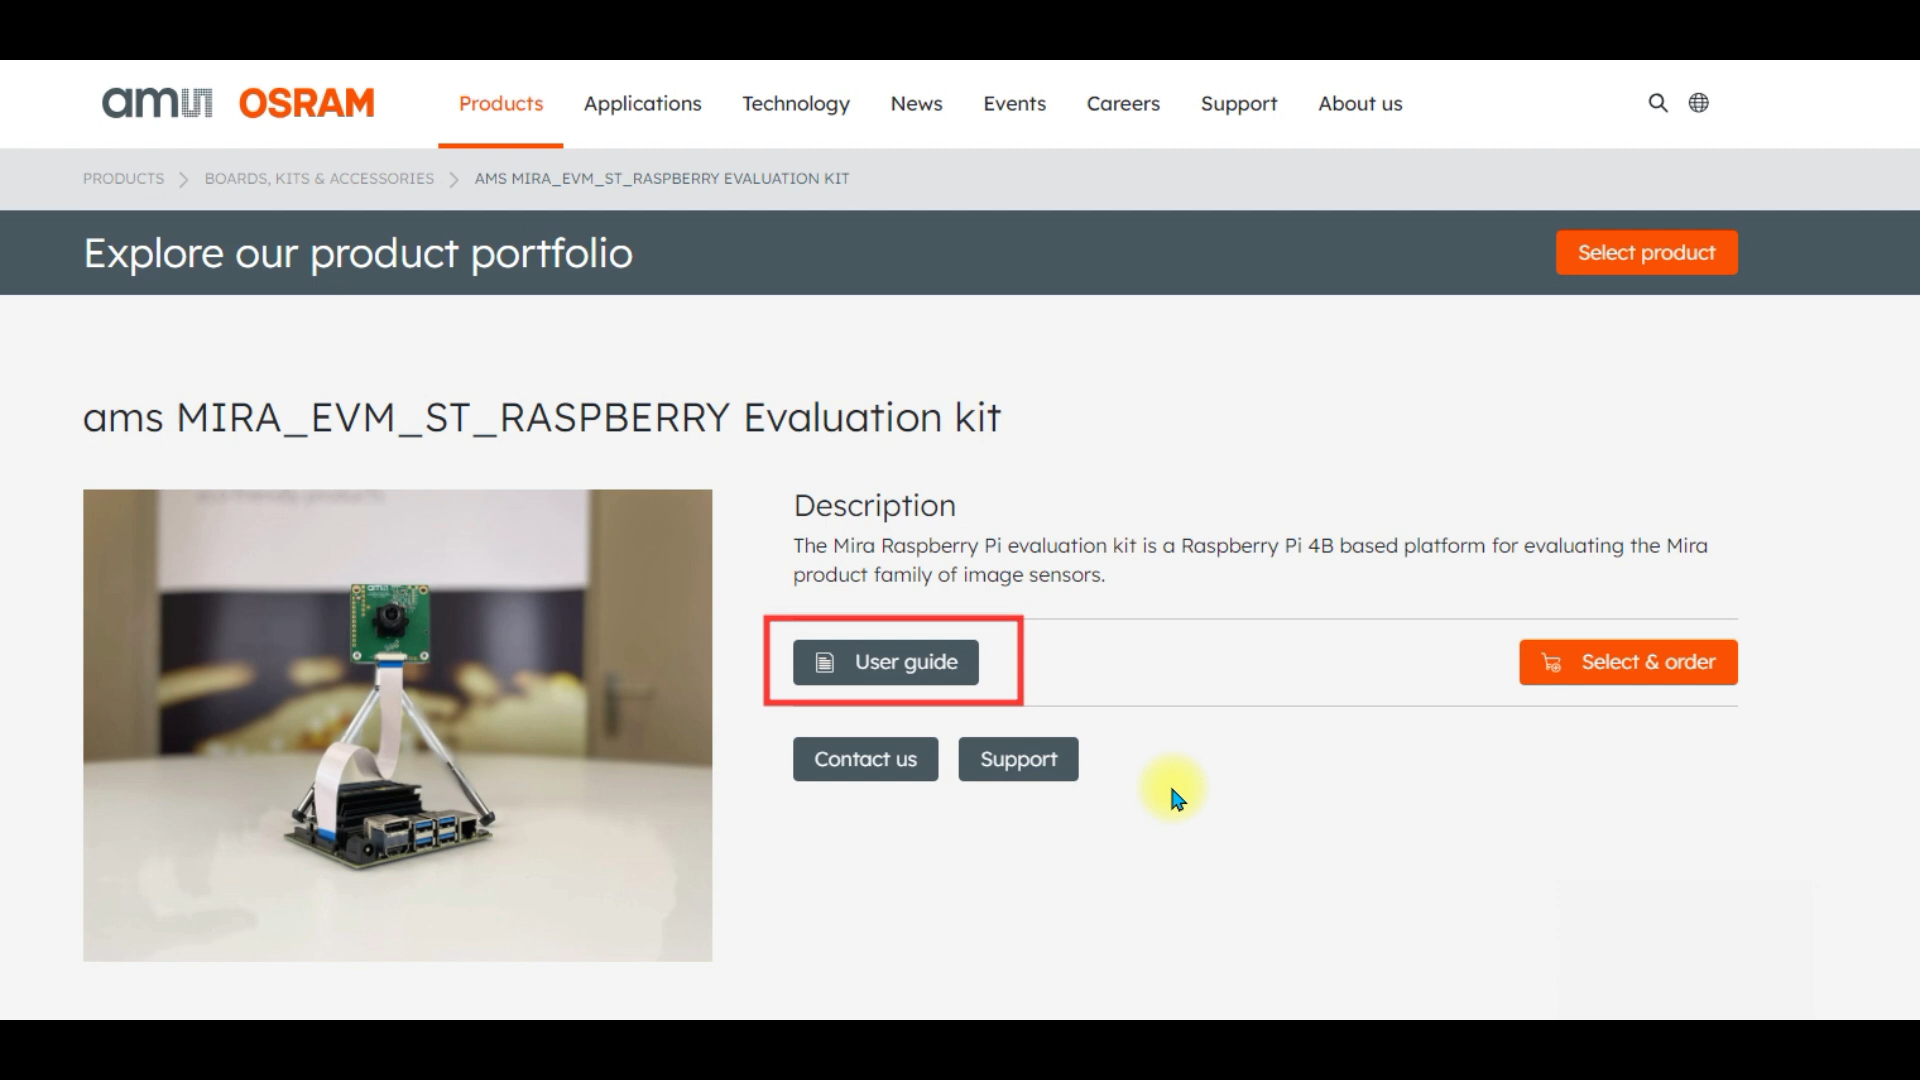 amu OSRAM
Products Applications Technology News Events Careers Support About us
PRODUCTS BOARDS, KITS & ACCESSORIES AMS MIRA_EVM_ST_RASPBERRY EVALUATION KIT
Explore our product portfolio
Select product
ams MIRA_EVM_ST_RASPBERRY Evaluation kit
Description
The Mira Raspberry Pi evaluation kit is a Raspberry Pi 4B based platform for evaluating the Mira
product family of image sensors.
User guide
Select & order
Contact us Support